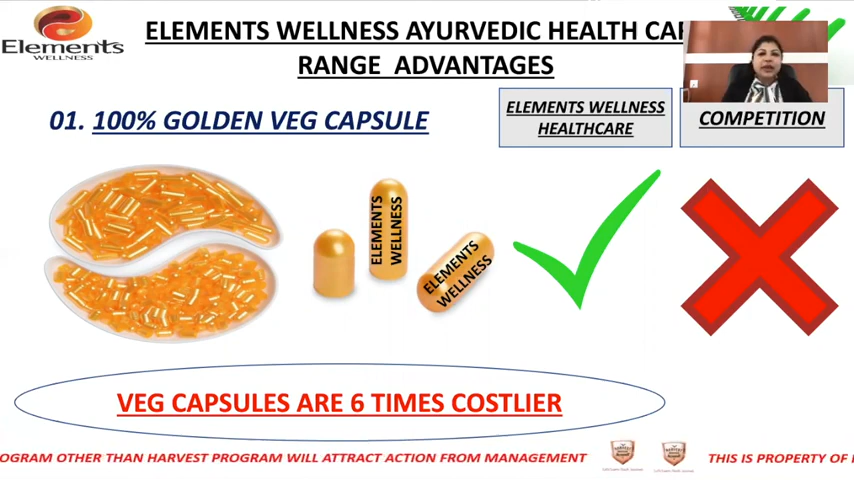 Elements
WELLNESS
ELEMENTS WELLNESS AYURVEDIC HEALTH
RANGE ADVANTAGES
01. 100% GOLDEN VEG CAPSULE
ELEMENTS WELLNESS
HEALTHCARE
COMPETITION
ELEMENTS
WELLNESS
ELEMENTS
WELLNESS
VEG CAPSULES ARE 6 TIMES COSTLIER
OGRAM OTHER THAN HARVEST PROGRAM WILL ATTRACT ACTION FROM MANAGEMENT
THIS IS PROPERTY OF